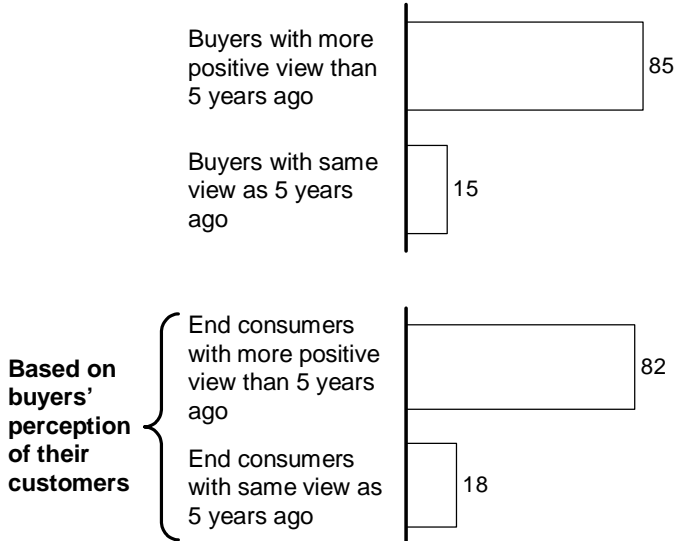 Buyers with more
positive view than
5 years ago
85
Buyers with same
view as 5 years
ago
15
Based on
buyers’
perception
of their
customers
End consumers
with more positive
view than 5 years
ago
82
End consumers
with same view as
5 years ago
18